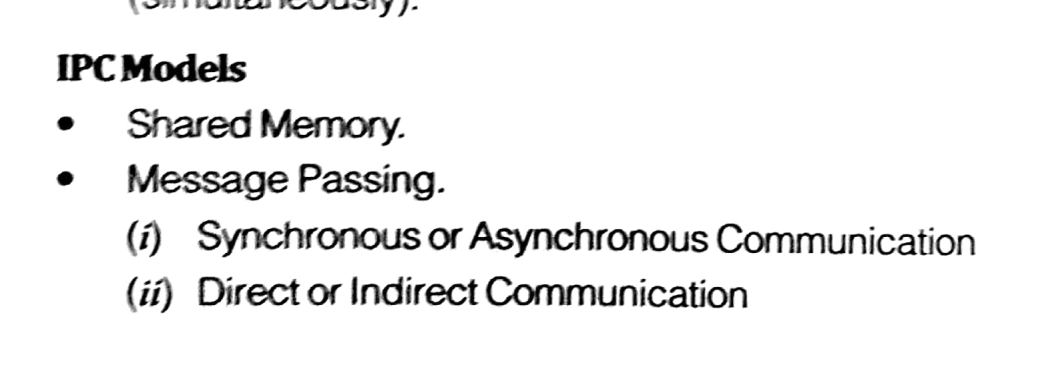 (simultaneously).
IPC Models
• Shared Memory.
• Message Passing.
(i) Synchronous or Asynchronous Communication
(ii) Direct or Indirect Communication